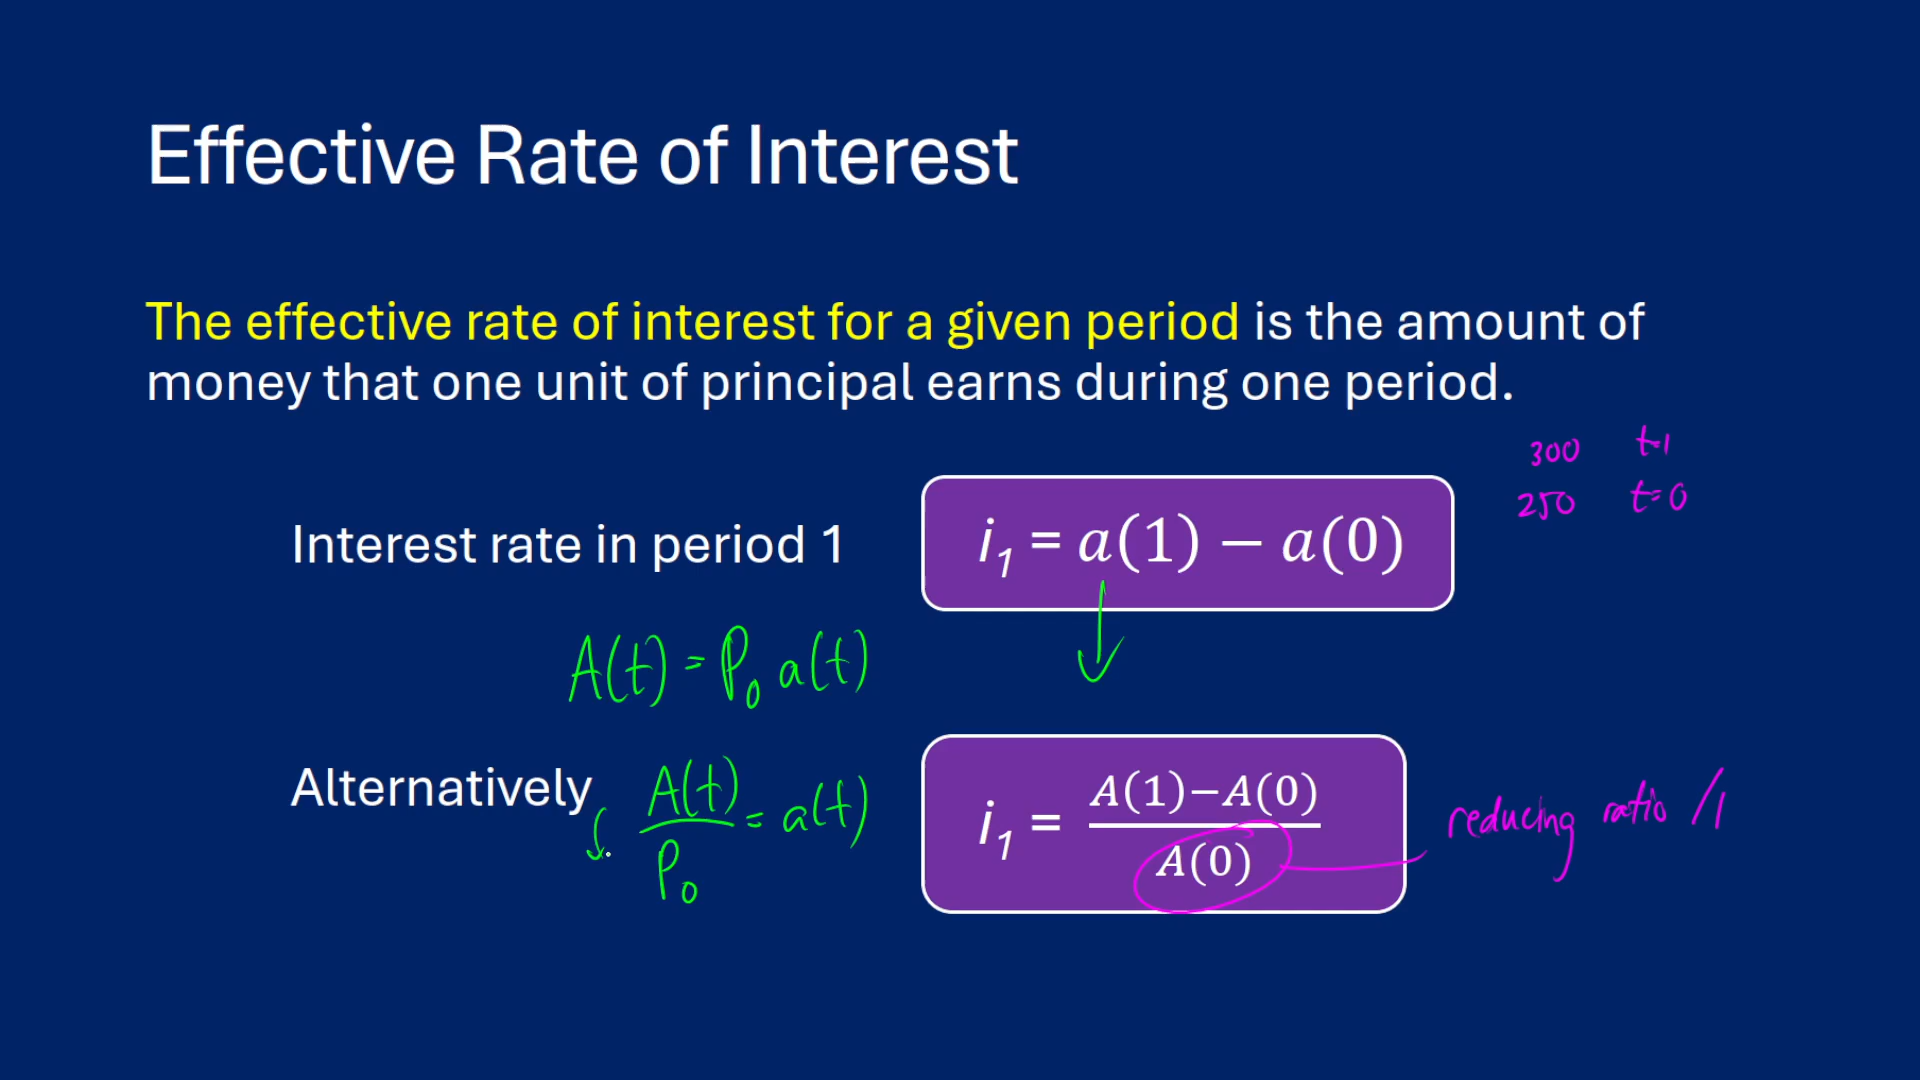 Effective Rate of Interest
The effective rate of interest for a given period is the amount of
money that one unit of principal earns during one period.
300 t=1
250 t=0
Interest rate in period 1
i₁ = a(1) − a(0)
A(t) = P₀ a(t)
Alternatively
A(t)/P₀ = a(t)
i₁ = (A(1)−A(0))/A(0)
reducing ratio /1